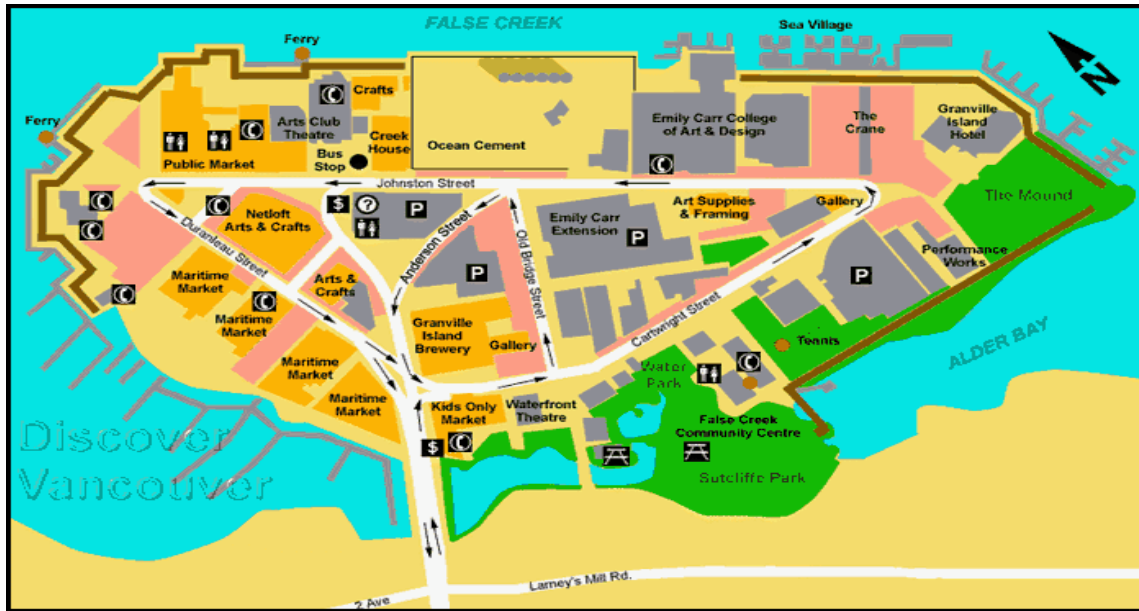 FALSE CREEK
Sea Village
Ferry
N
Crafts
Ferry
Arts Club
Theatre
Emily Carr College
of Art & Design
The
Crane
Granville
Island
Hotel
Creek
House
Public Market
Bus
Stop
Ocean Cement
Johnston Street
The Mound
$
?
P
Netloft
Arts & Crafts
Art Supplies
& Framing
Gallery
Duranleau Street
Anderson Street
Old Bridge Street
Emily Carr
Extension
P
Performance
Works
Maritime
Market
Arts &
Crafts
P
P
Maritime
Market
Cartwright Street
Granville
Island
Brewery
Gallery
Tennis
ALDER BAY
Maritime
Market
Water
Park
Maritime
Market
Kids Only
Market
Waterfront
Theatre
False Creek
Community Centre
$
Discover
Vancouver
Sutcliffe Park
Lamey's Mill Rd.
2 Ave